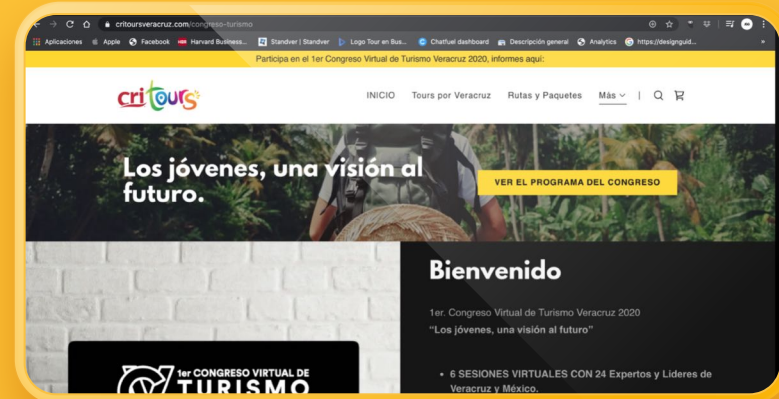 critoursveracruz.com/congreso-turismo
Aplicaciones Apple Facebook Harvard Business... Standver | Standver Logo Tour en Bus... Chatfuel dashboard Descripción general Analytics https://designguid... »
Participa en el 1er Congreso Virtual de Turismo Veracruz 2020, informes aqui:
critours INICIO Tours por Veracruz Rutas y Paquetes Más |
Los jóvenes, una visión al
futuro.
VER EL PROGRAMA DEL CONGRESO
Bienvenido
1er. Congreso Virtual de Turismo Veracruz 2020
“Los jóvenes, una visión al futuro”
• 6 SESIONES VIRTUALES CON 24 Expertos y Lideres de
Veracruz y México.
1er CONGRESO VIRTUAL DE
TURISMO